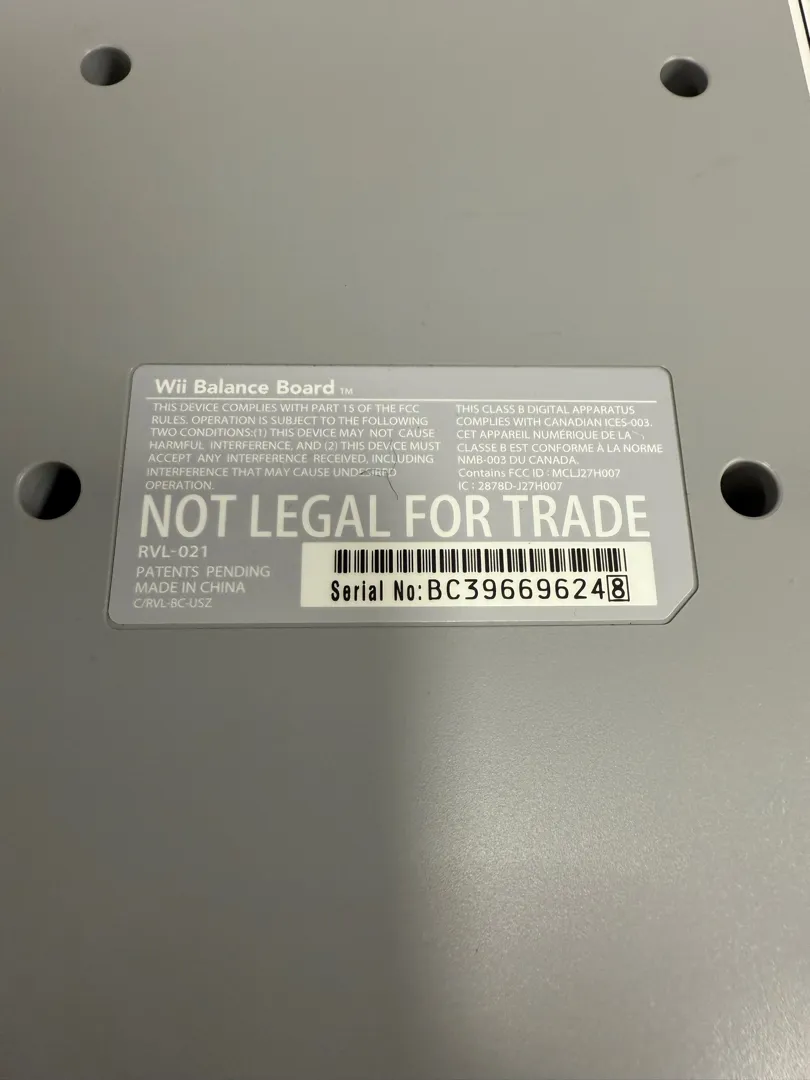 Wii Balance Board ™
THIS DEVICE COMPLIES WITH PART 15 OF THE FCC
RULES. OPERATION IS SUBJECT TO THE FOLLOWING
TWO CONDITIONS:(1) THIS DEVICE MAY NOT CAUSE
HARMFUL INTERFERENCE, AND (2) THIS DEVICE MUST
ACCEPT ANY INTERFERENCE RECEIVED, INCLUDING
INTERFERENCE THAT MAY CAUSE UNDESIRED
OPERATION.
THIS CLASS B DIGITAL APPARATUS
COMPLIES WITH CANADIAN ICES-003.
CET APPAREIL NUMÉRIQUE DE LA
CLASSE B EST CONFORME À LA NORME
NMB-003 DU CANADA.
Contains FCC ID : MCLJ27H007
IC : 2878D-J27H007
NOT LEGAL FOR TRADE
RVL-021
PATENTS PENDING
MADE IN CHINA
C/RVL-BC-USZ
Serial No:BC396696248